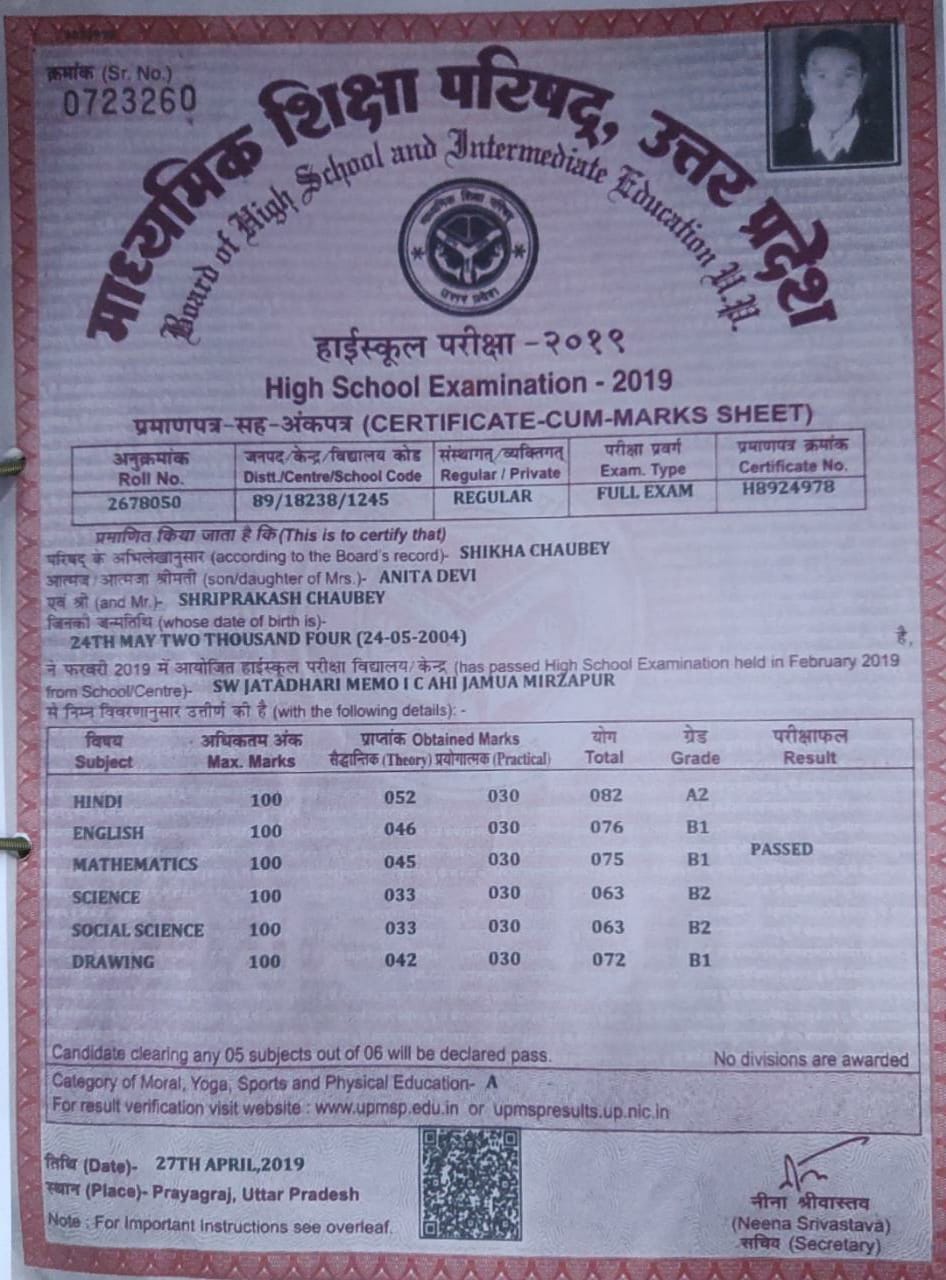 क्रमांक (Sr. No.)
0723260
माध्यमिक शिक्षा परिषद्, उत्तर प्रदेश
Board of High School and Intermediate Education U.P.
माध्यमिक शिक्षा परिषद्
उत्तर प्रदेश
हाईस्कूल परीक्षा - २०१९
High School Examination - 2019
प्रमाणपत्र-सह-अंकपत्र (CERTIFICATE-CUM-MARKS SHEET)
अनुक्रमांक जनपद/केन्द्र/विद्यालय कोड संस्थागत्/व्यक्तिगत् परीक्षा प्रवर्ग प्रमाणपत्र क्रमांक
Roll No. Distt./Centre/School Code Regular / Private Exam. Type Certificate No.
2678050 89/18238/1245 REGULAR FULL EXAM H8924978
प्रमाणित किया जाता है कि (This is to certify that)
परिषद के अभिलेखानुसार (according to the Board's record)- SHIKHA CHAUBEY
आत्मज/आत्मजा श्रीमती (son/daughter of Mrs.)- ANITA DEVI
एवं श्री (and Mr.)- SHRIPRAKASH CHAUBEY
जिनकी जन्मतिथि (whose date of birth is)-
24TH MAY TWO THOUSAND FOUR (24-05-2004) है,
ने फरवरी 2019 में आयोजित हाईस्कूल परीक्षा विद्यालय/केन्द्र (has passed High School Examination held in February 2019
from School/Centre)- SW JATADHARI MEMO I C AHI JAMUA MIRZAPUR
से निम्न विवरणानुसार उत्तीर्ण की है (with the following details): -
विषय अधिकतम अंक प्राप्तांक Obtained Marks योग ग्रेड परीक्षाफल
Subject Max. Marks सैद्धान्तिक (Theory) प्रयोगात्मक (Practical) Total Grade Result
HINDI 100 052 030 082 A2
ENGLISH 100 046 030 076 B1
MATHEMATICS 100 045 030 075 B1 PASSED
SCIENCE 100 033 030 063 B2
SOCIAL SCIENCE 100 033 030 063 B2
DRAWING 100 042 030 072 B1
Candidate clearing any 05 subjects out of 06 will be declared pass. No divisions are awarded
Category of Moral, Yoga, Sports and Physical Education- A
For result verification visit website : www.upmsp.edu.in or upmspresults.up.nic.in
तिथि (Date)- 27TH APRIL,2019
स्थान (Place)- Prayagraj, Uttar Pradesh
Note : For Important Instructions see overleaf.
नीना श्रीवास्तव
(Neena Srivastava)
सचिव (Secretary)